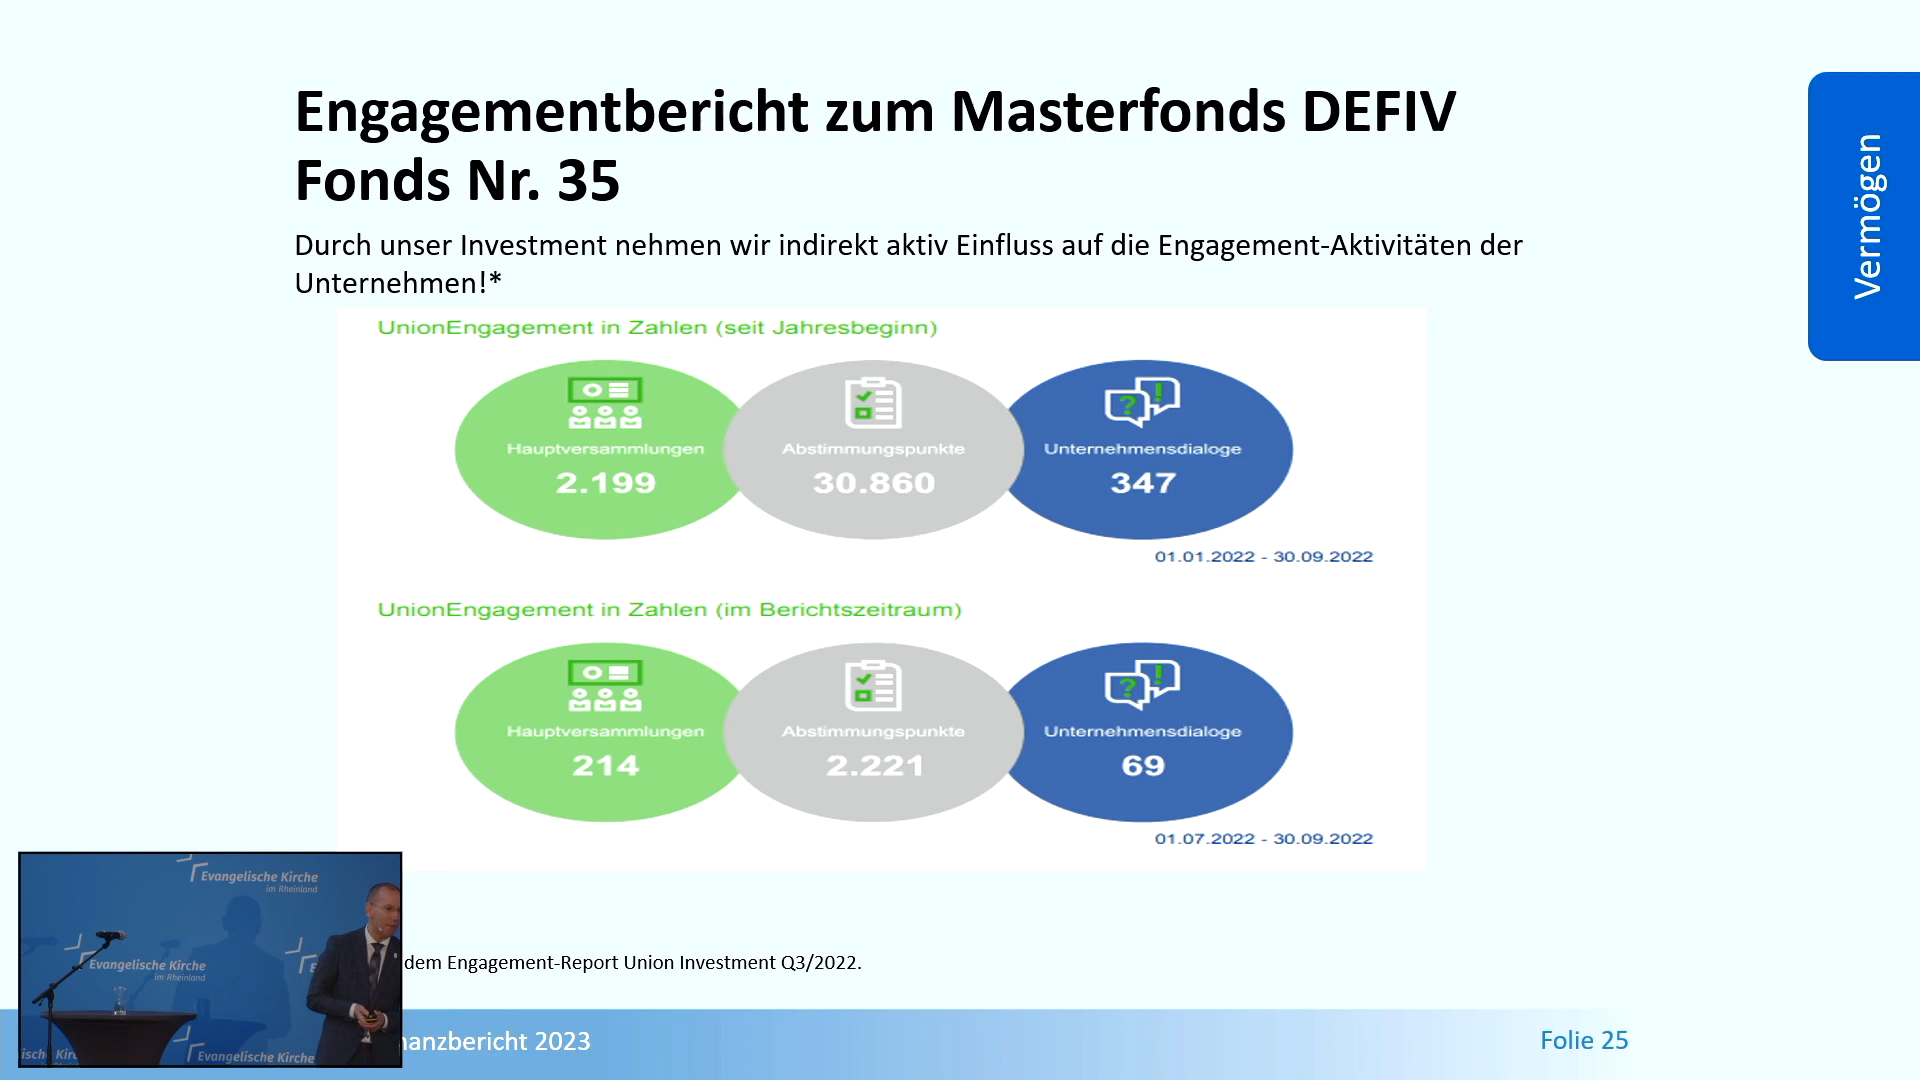 Engagementbericht zum Masterfonds DEFIV
Fonds Nr. 35
Durch unser Investment nehmen wir indirekt aktiv Einfluss auf die Engagement-Aktivitäten der
Unternehmen!*
Vermögen
UnionEngagement in Zahlen (seit Jahresbeginn)
Hauptversammlungen
2.199
Abstimmungspunkte
30.860
Unternehmensdialoge
347
01.01.2022 - 30.09.2022
UnionEngagement in Zahlen (im Berichtszeitraum)
Hauptversammlungen
214
Abstimmungspunkte
2.221
Unternehmensdialoge
69
01.07.2022 - 30.09.2022
dem Engagement-Report Union Investment Q3/2022.
Evangelische Kirche
im Rheinland
Evangelische Kirche
im Rheinland
Evangelische Kirche
anzbericht 2023
Folie 25